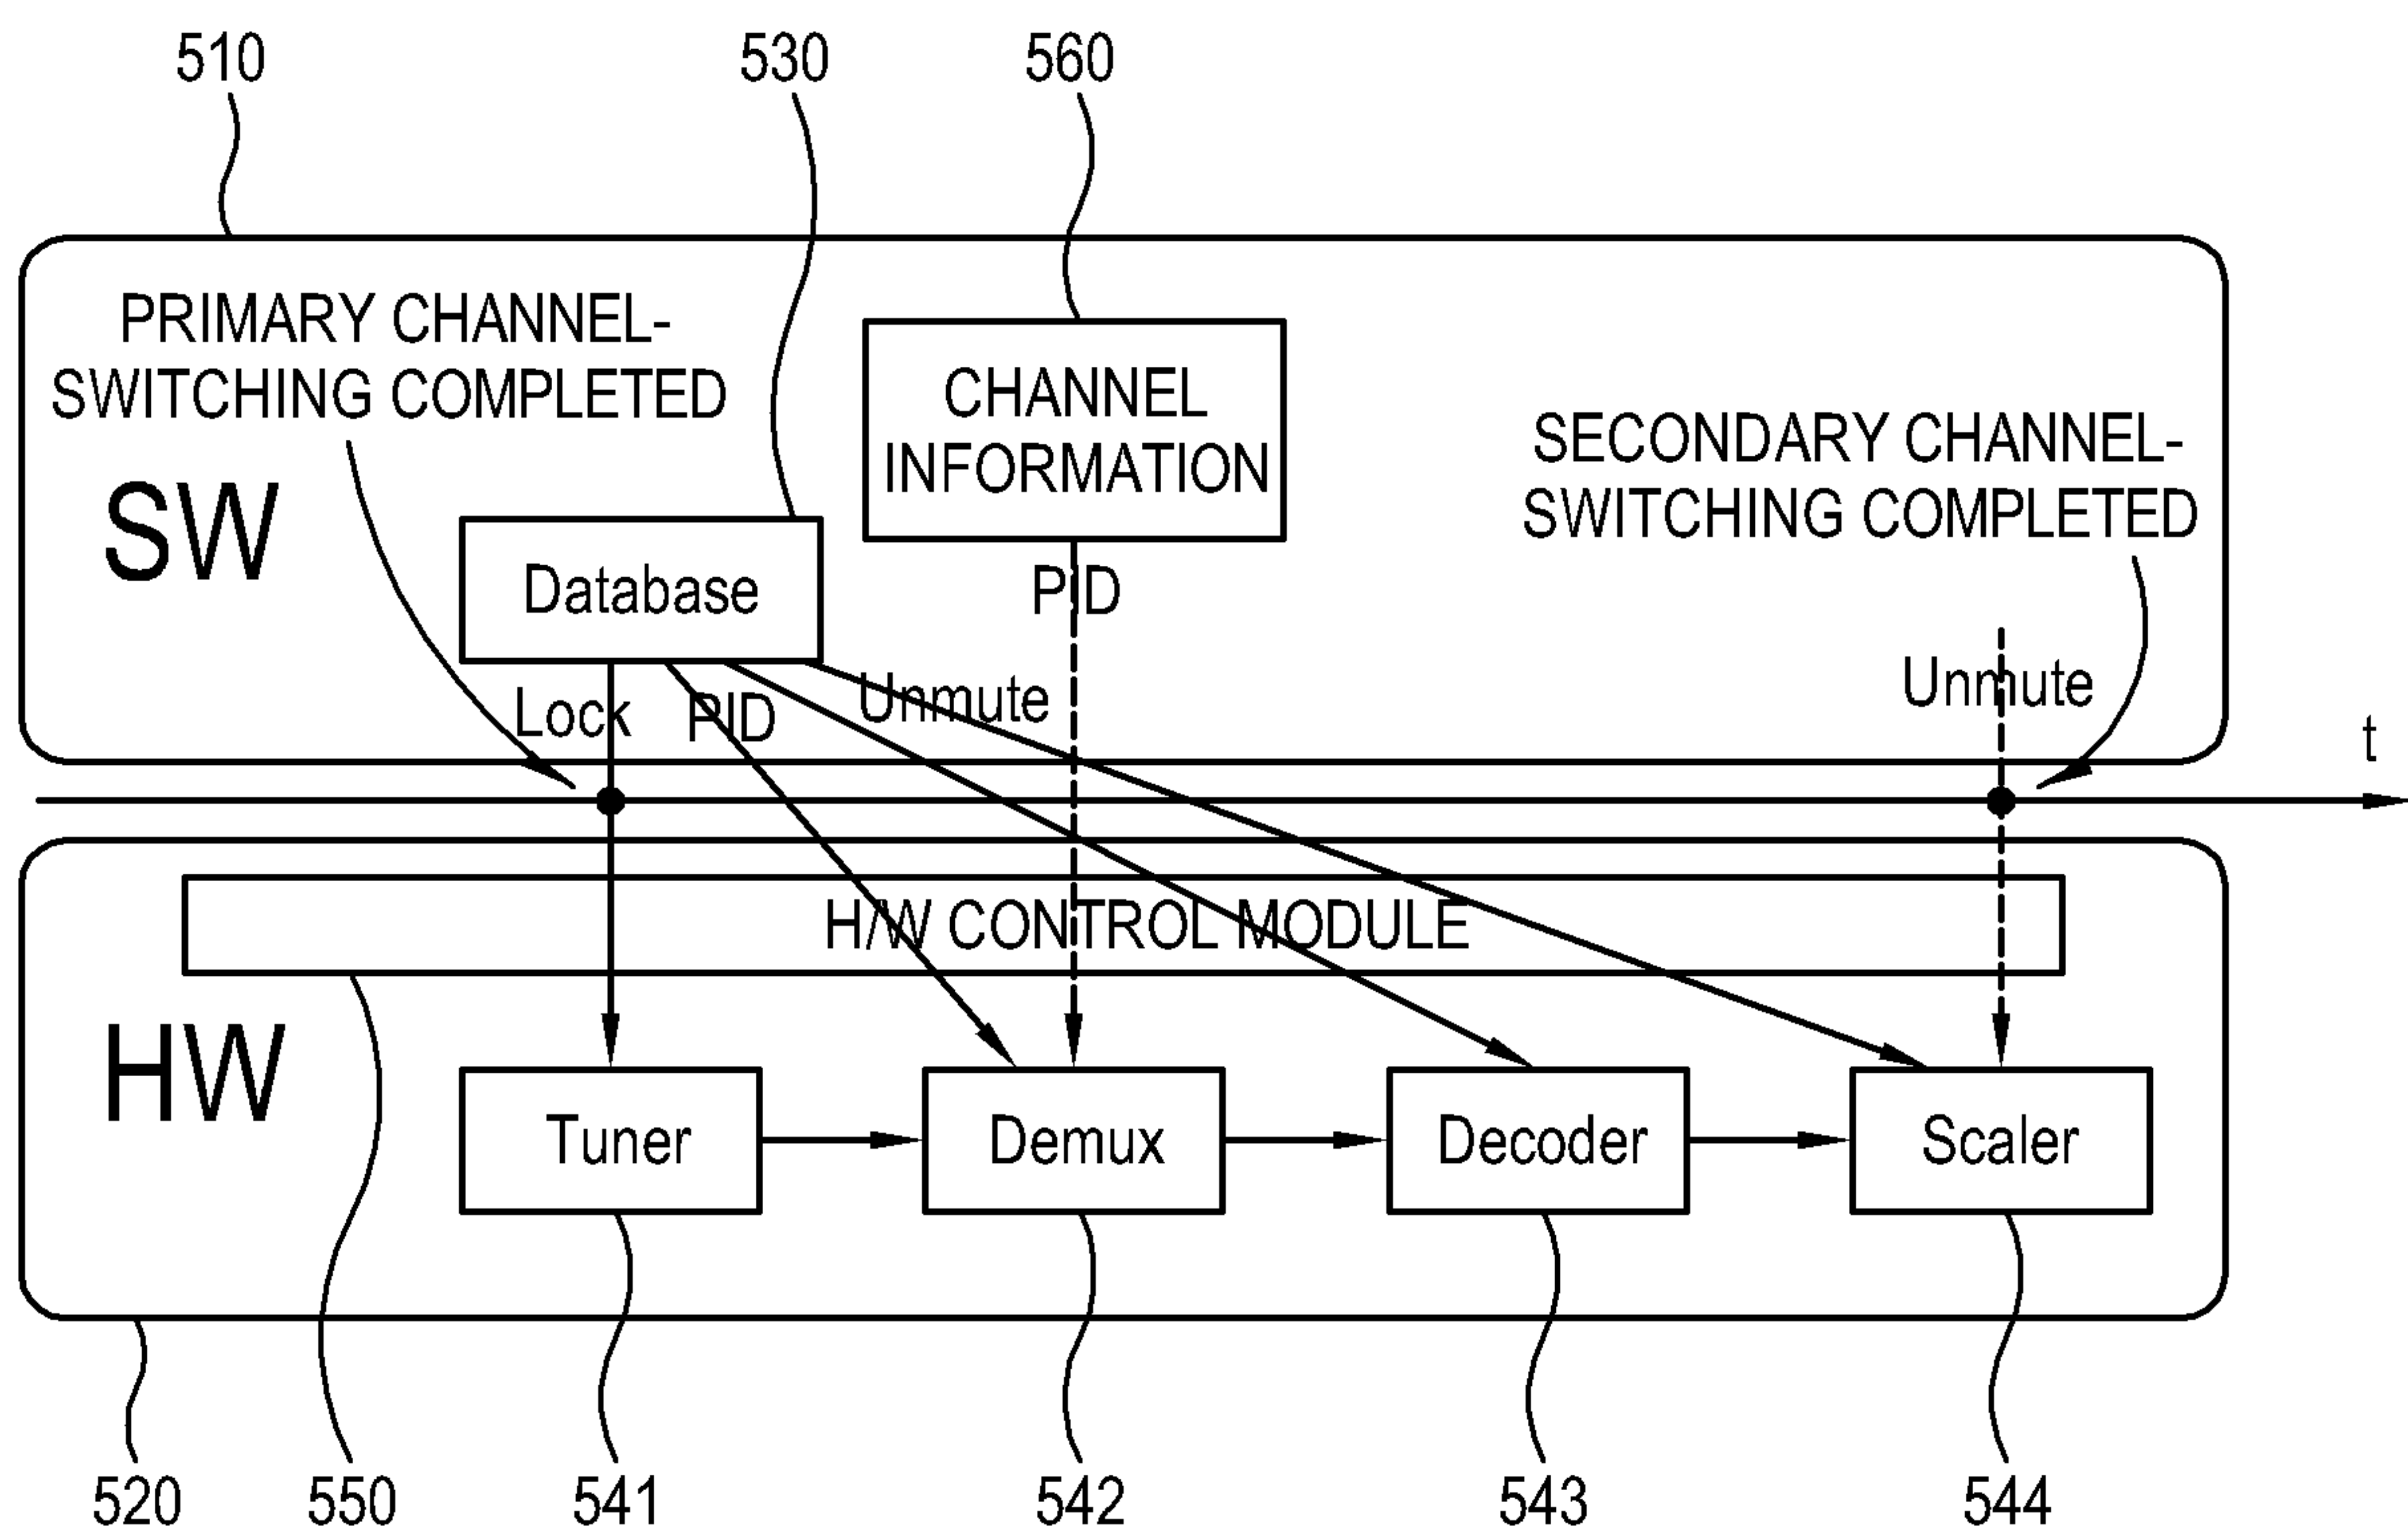 510
530
560
PRIMARY CHANNEL-
SWITCHING COMPLETED
CHANNEL
INFORMATION
SECONDARY CHANNEL-
SWITCHING COMPLETED
SW
Database
PID
Lock
PID
Unmute
Unmute
t
H/W CONTROL MODULE
HW
Tuner
Demux
Decoder
Scaler
520
550
541
542
543
544